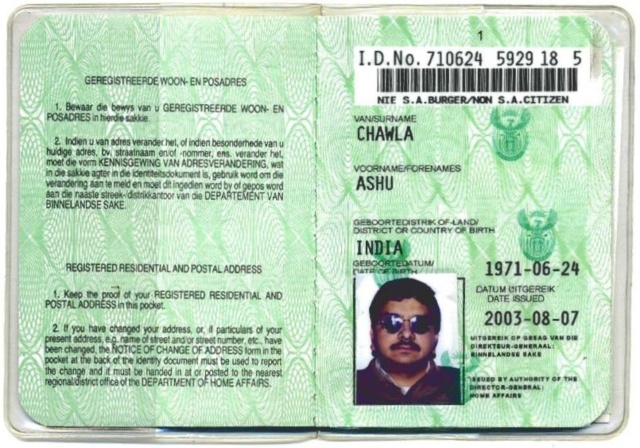 GEREGISTREERDE WOON- EN POSADRES
1. Bewaar die bewys van u GEREGISTREERDE WOON- EN
POSADRES in hierdie sakkie.
2. Indien u van adres verander het, of indien besonderhede van u
huidige adres, bv. straatnaam en/of -nommer, ens. verander het,
moet die vorm KENNISGEWING VAN ADRESVERANDERING, wat
in die sakkie agter in die identiteitsdokument is, gebruik word om die
verandering aan te meld en moet dit ingedien word by of gepos word
aan die naaste streek-/distrikkantoor van die DEPARTEMENT VAN
BINNELANDSE SAKE.
REGISTERED RESIDENTIAL AND POSTAL ADDRESS
1. Keep the proof of your REGISTERED RESIDENTIAL AND
POSTAL ADDRESS in this pocket.
2. If you have changed your address, or, if particulars of your
present address, e.g. name of street and/or street number, etc., have
been changed, the NOTICE OF CHANGE OF ADDRESS form in the
pocket at the back of the identity document must be used to report
the change and it must be handed in at or posted to the nearest
regional/district office of the DEPARTMENT OF HOME AFFAIRS.
1
I.D.No. 710624 5929 18 5
NIE S.A.BURGER/NON S.A.CITIZEN
VAN/SURNAME
CHAWLA
VOORNAME/FORENAMES
ASHU
GEBOORTEDISTRIK OF-LAND/
DISTRICT OR COUNTRY OF BIRTH
INDIA
GEBOORTEDATUM/
DATE OF BIRTH
1971-06-24
DATUM UITGEREIK
DATE ISSUED
2003-08-07
UITGEREIK OP GESAG VAN DIE
DIREKTEUR-GENERAAL:
BINNELANDSE SAKE
ISSUED BY AUTHORITY OF THE
DIRECTOR-GENERAL:
HOME AFFAIRS